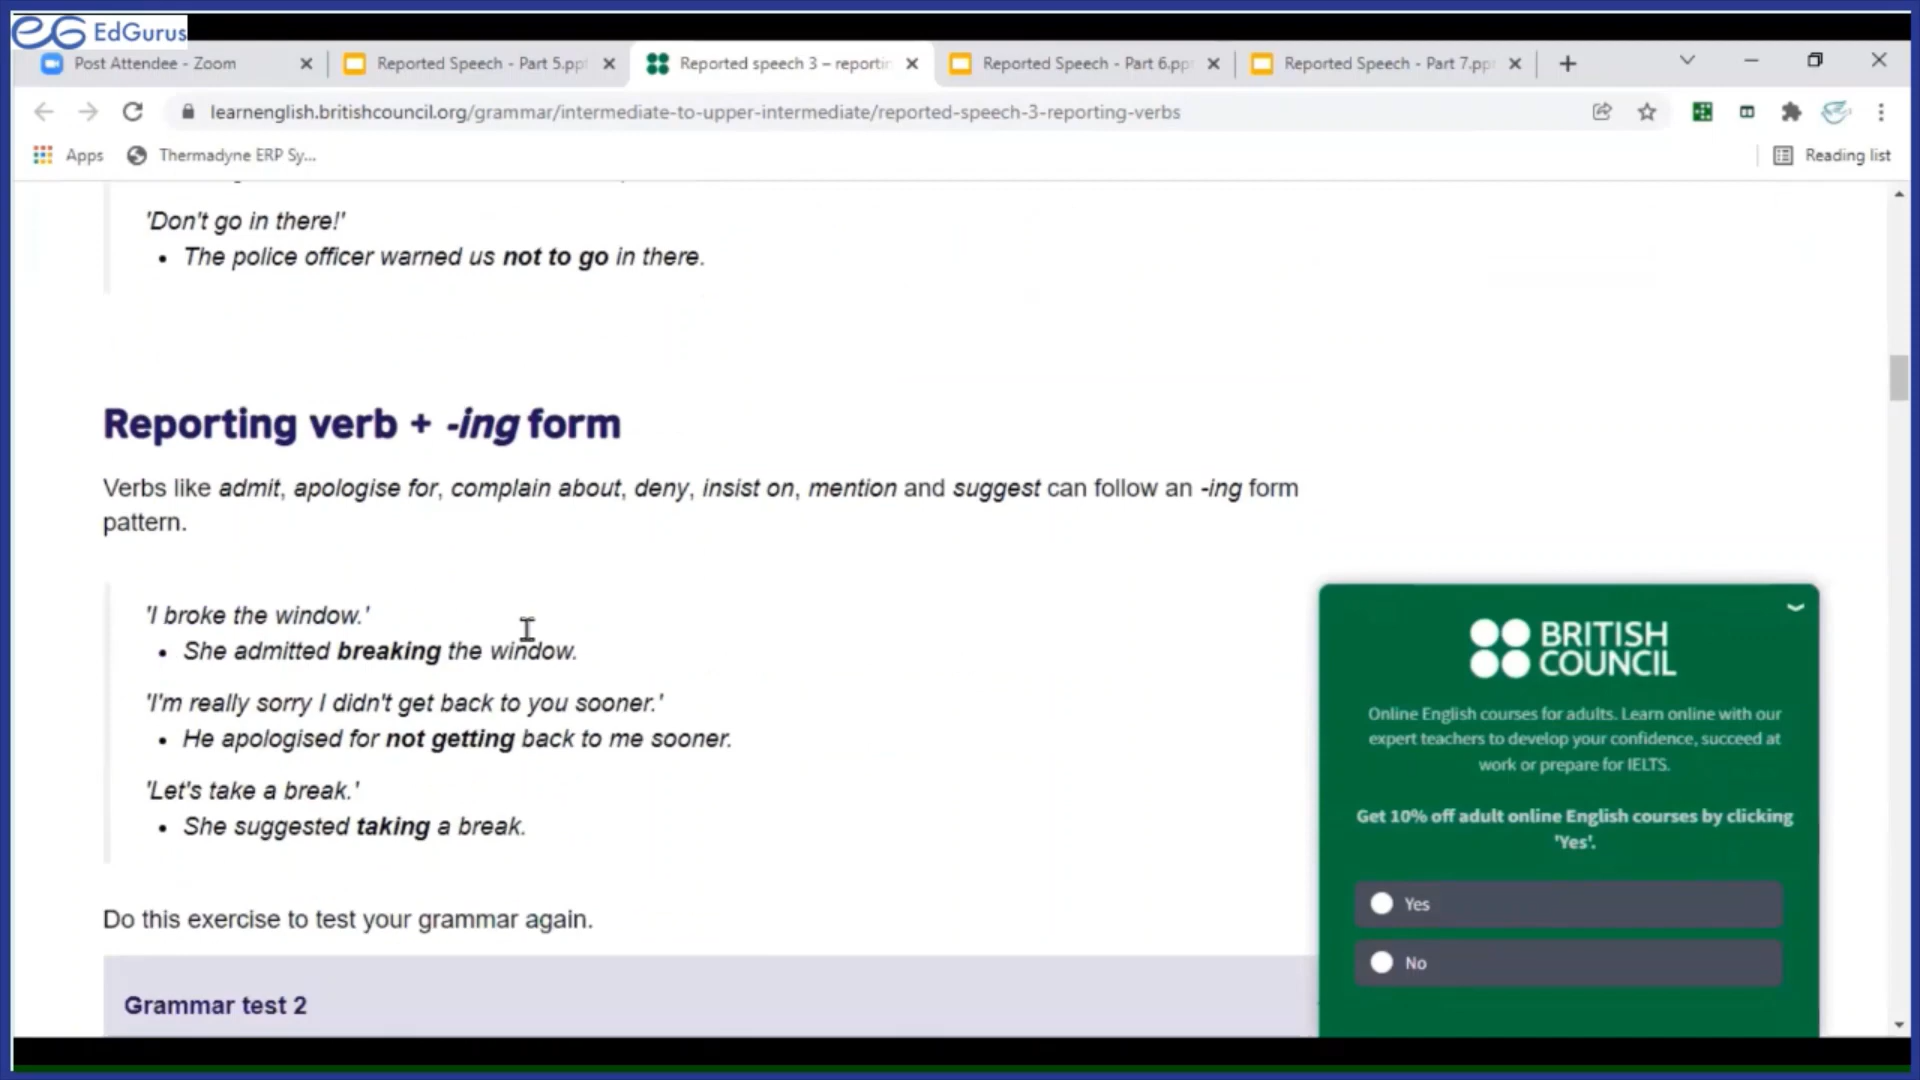 EdGurus
Post Attendee - Zoom
Reported Speech - Part 5.ppt
Reported speech 3 – reportin
Reported Speech - Part 6.pp
Reported Speech - Part 7.pp
learnenglish.britishcouncil.org/grammar/intermediate-to-upper-intermediate/reported-speech-3-reporting-verbs
Apps
Thermadyne ERP Sy...
Reading list
'Don't go in there!'
• The police officer warned us not to go in there.
Reporting verb + -ing form
Verbs like admit, apologise for, complain about, deny, insist on, mention and suggest can follow an -ing form
pattern.
'I broke the window.'
• She admitted breaking the window.
'I'm really sorry I didn't get back to you sooner.'
• He apologised for not getting back to me sooner.
'Let's take a break.'
• She suggested taking a break.
Do this exercise to test your grammar again.
Grammar test 2
BRITISH
COUNCIL
Online English courses for adults. Learn online with our
expert teachers to develop your confidence, succeed at
work or prepare for IELTS.
Get 10% off adult online English courses by clicking
'Yes'.
Yes
No